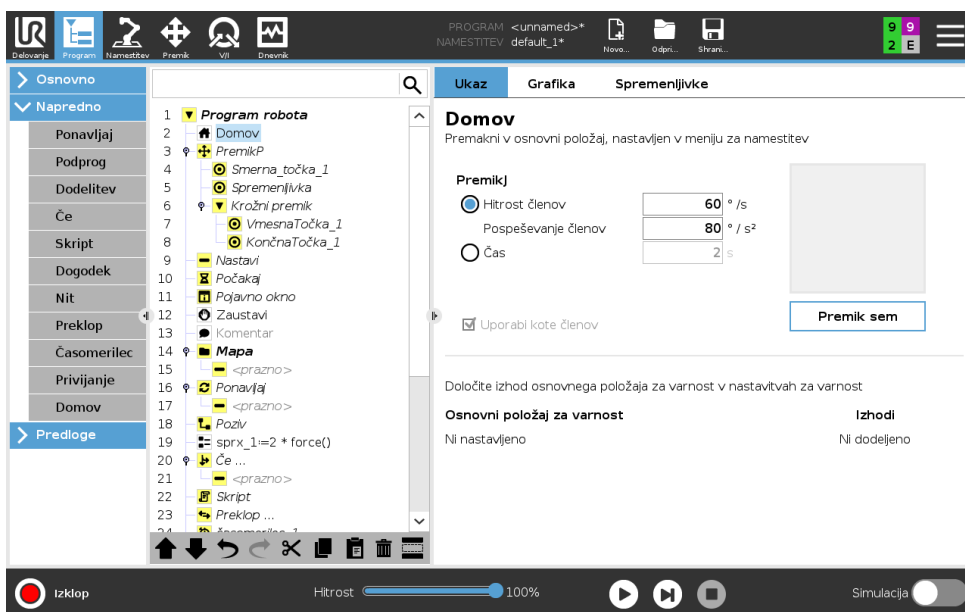 PROGRAM <unnamed>*
NAMESTITEV default_1*
Delovanje Program Namestitev Premik V/I Dnevnik Novo... Odpri... Shrani...
9 9
2 E
Osnovno
Napredno
Ponavljaj
Podprog
Dodelitev
Če
Skript
Dogodek
Nit
Preklop
Časomerilec
Privijanje
Domov
Predloge
1 Program robota
2 Domov
3 PremikP
4 Smerna_točka_1
5 Spremenljivka
6 Krožni premik
7 VmesnaTočka_1
8 KončnaTočka_1
9 Nastavi
10 Počakaj
11 Pojavno okno
12 Zaustavi
13 Komentar
14 Mapa
15 <prazno>
16 Ponavljaj
17 <prazno>
18 Poziv
19 sprx_1:=2 * force()
20 Če ...
21 <prazno>
22 Skript
23 Preklop ...
24 časomerilec_1
Ukaz Grafika Spremenljivke
Domov
Premakni v osnovni položaj, nastavljen v meniju za namestitev
PremikJ
Hitrost členov 60 ° /s
Pospeševanje členov 80 ° / s²
Čas 2 s
Premik sem
Uporabi kote členov
Določite izhod osnovnega položaja za varnost v nastavitvah za varnost
Osnovni položaj za varnost Izhodi
Ni nastavljeno Ni dodeljeno
Izklop
Hitrost 100%
Simulacija